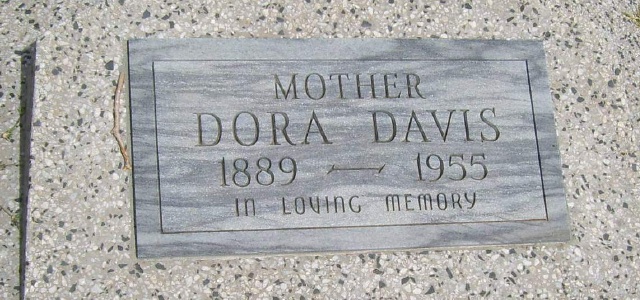 MOTHER
DORA DAVIS
1889 — 1955
IN LOVING MEMORY